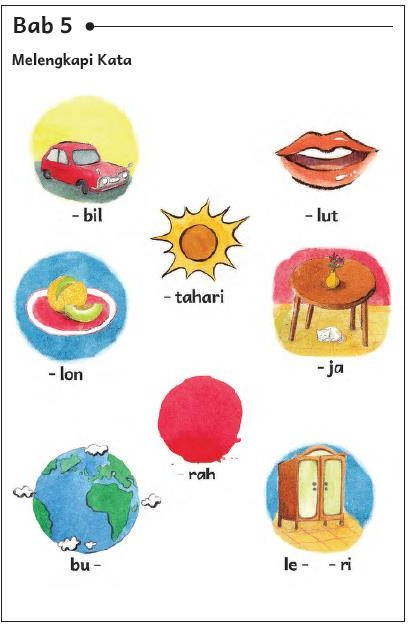 Bab 5
Melengkapi Kata
- bil
- lut
- tahari
- lon
- ja
- rah
bu -
le - - ri